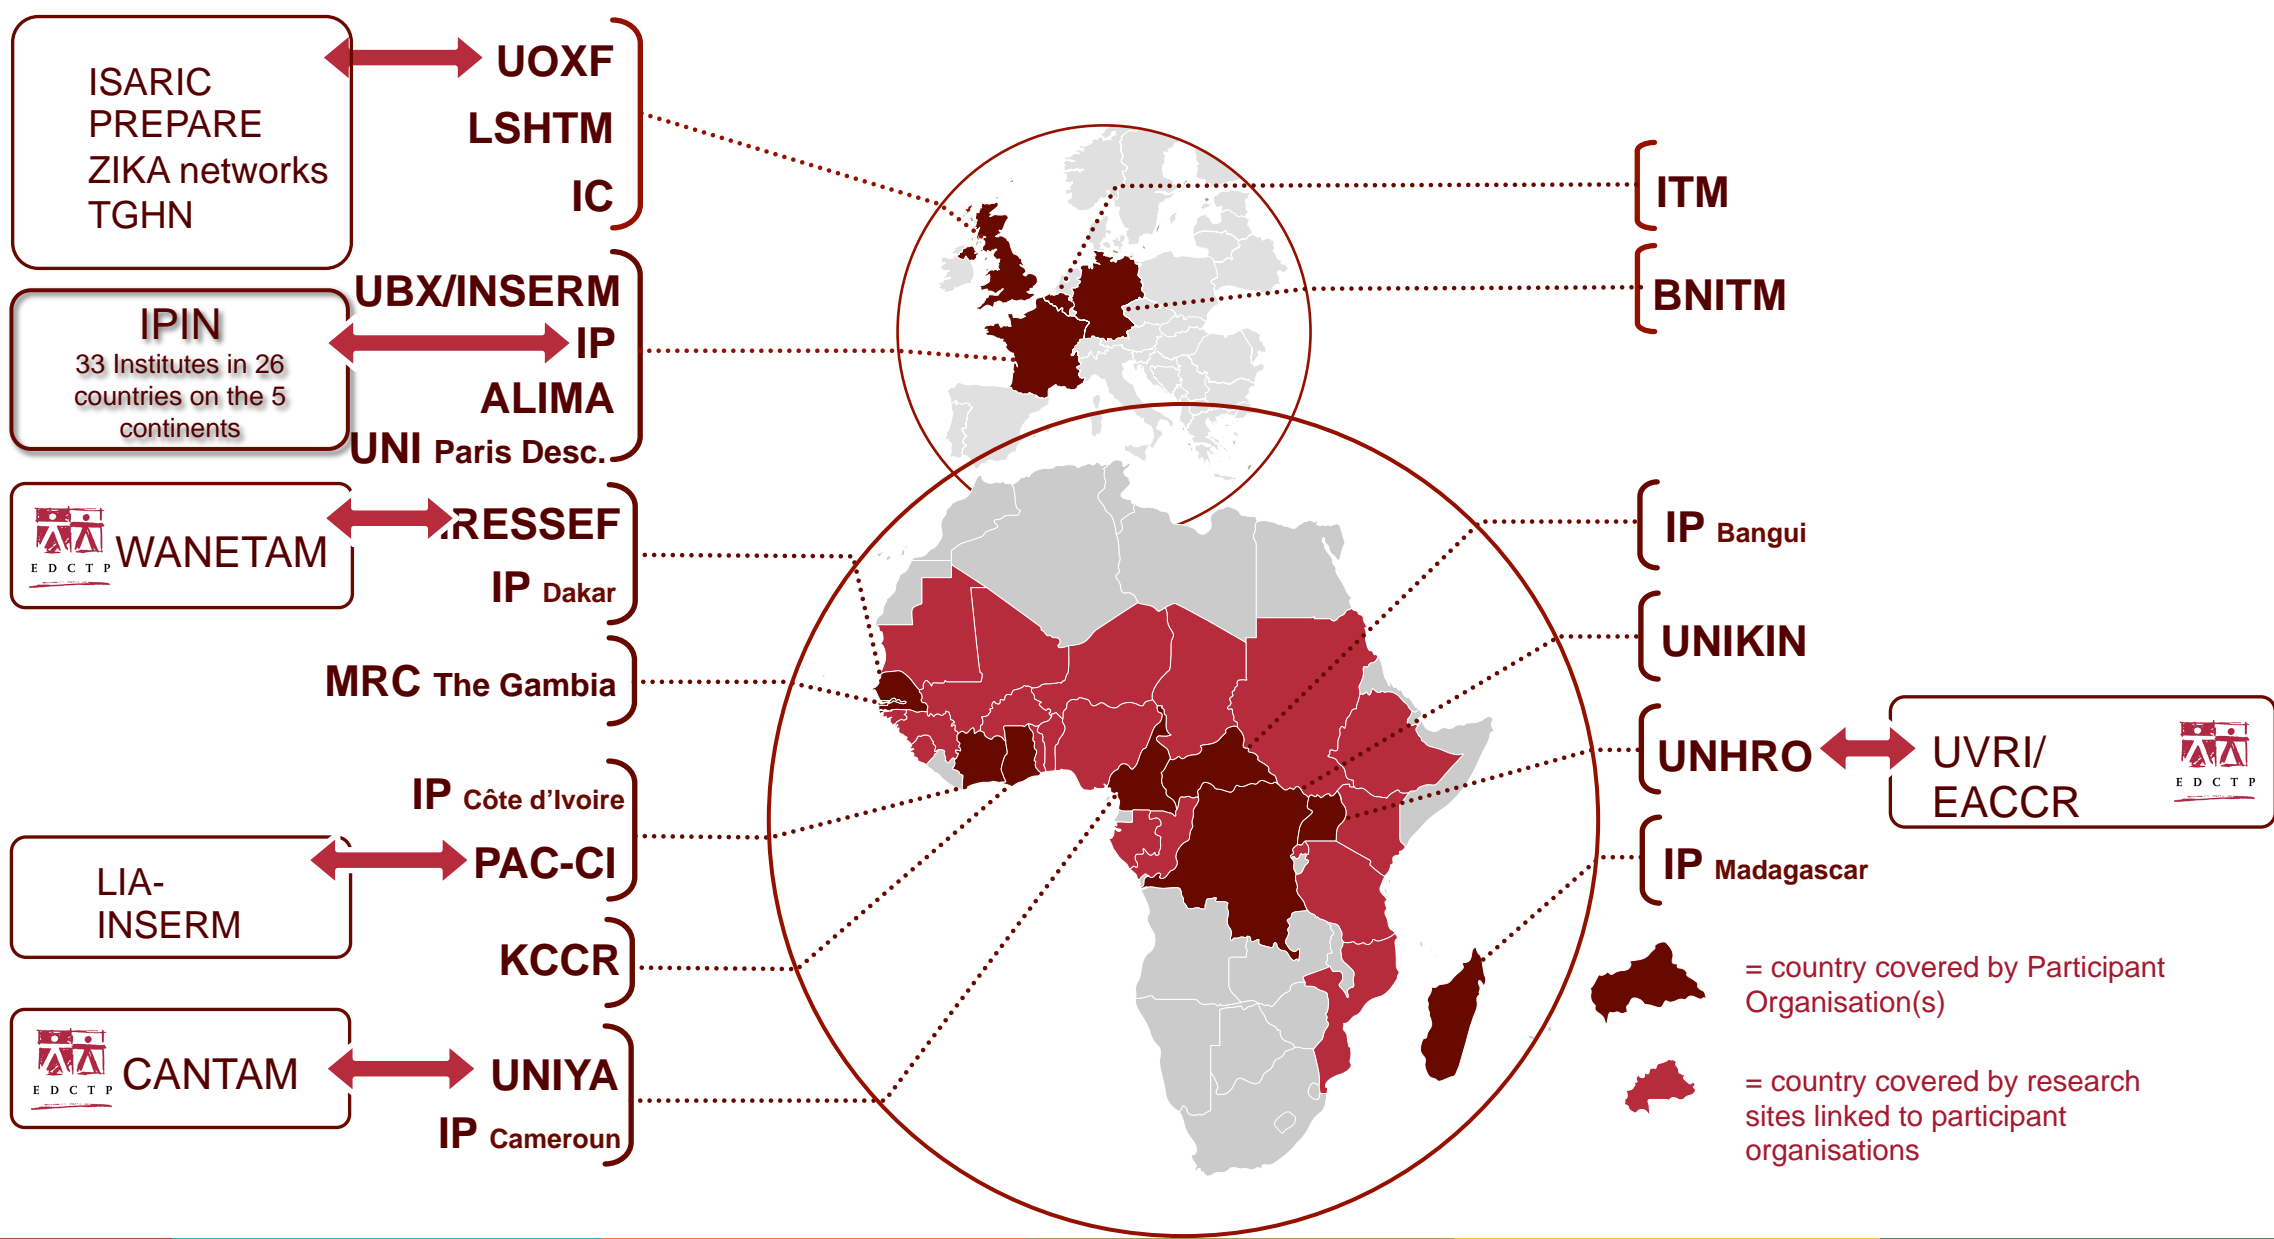 ISARIC
PREPARE
ZIKA networks
TGHN
UOXF
LSHTM
IC
IPIN
33 Institutes in 26
countries on the 5
continents
UBX/INSERM
IP
ALIMA
UNI Paris Desc.
EDCTP
WANETAM
RESSEF
IP Dakar
MRC The Gambia
IP Côte d’Ivoire
PAC-CI
LIA-
INSERM
KCCR
EDCTP
CANTAM
UNIYA
IP Cameroun
ITM
BNITM
IP Bangui
UNIKIN
UNHRO
UVRI/
EACCR
EDCTP
IP Madagascar
= country covered by Participant
Organisation(s)
= country covered by research
sites linked to participant
organisations